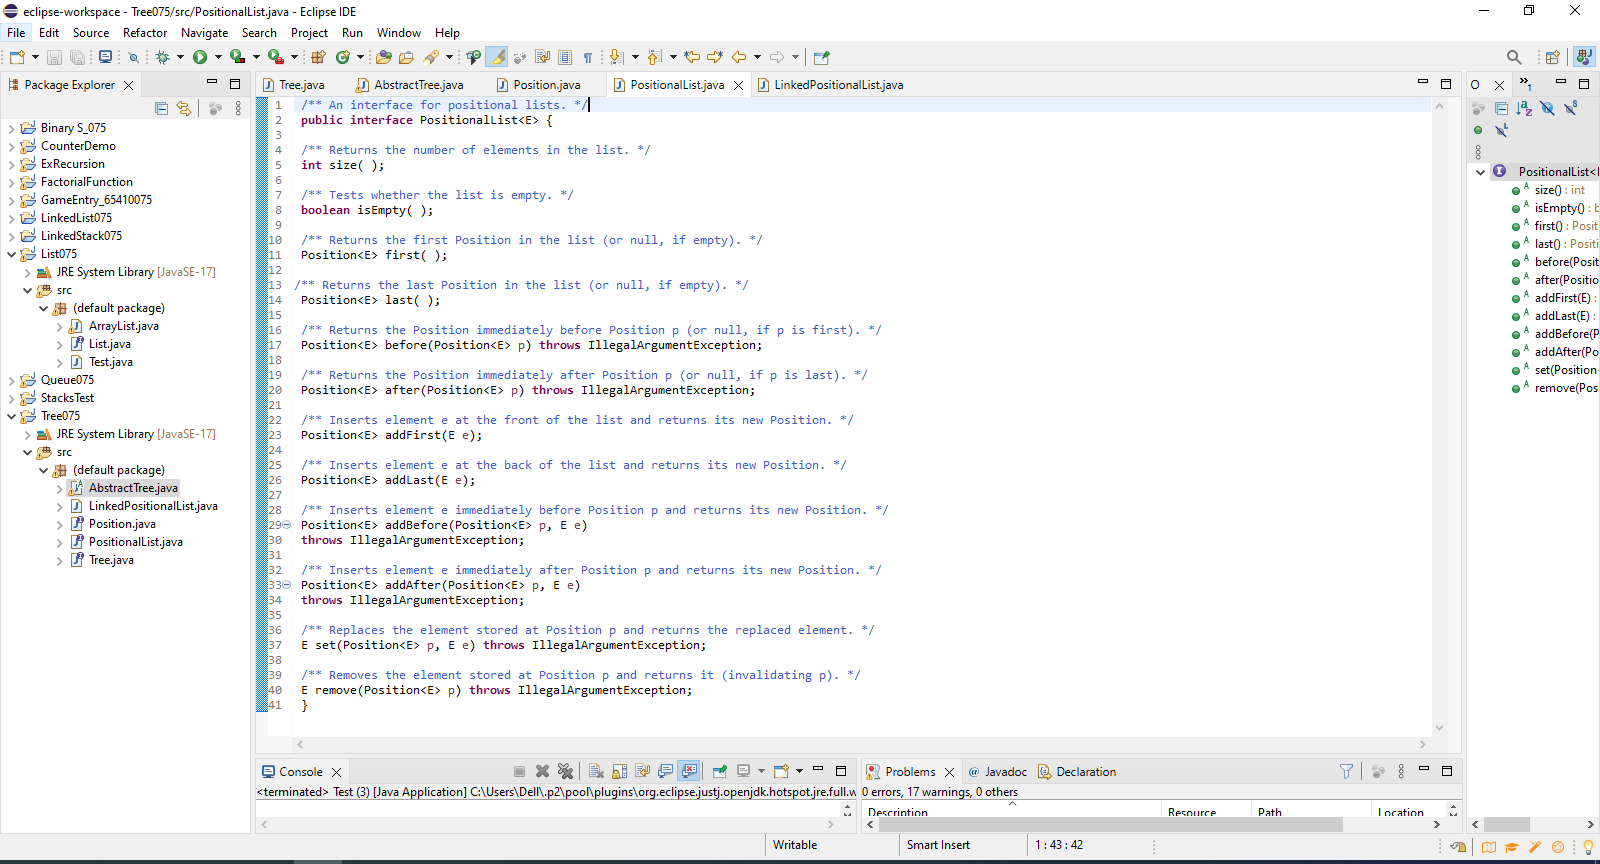 eclipse-workspace - Tree075/src/PositionalList.java - Eclipse IDE
File Edit Source Refactor Navigate Search Project Run Window Help
Package Explorer
Binary S_075
CounterDemo
ExRecursion
FactorialFunction
GameEntry_65410075
LinkedList075
LinkedStack075
List075
JRE System Library [JavaSE-17]
src
(default package)
ArrayList.java
List.java
Test.java
Queue075
StacksTest
Tree075
JRE System Library [JavaSE-17]
src
(default package)
AbstractTree.java
LinkedPositionalList.java
Position.java
PositionalList.java
Tree.java
Tree.java AbstractTree.java Position.java PositionalList.java LinkedPositionalList.java
1 /** An interface for positional lists. */
2 public interface PositionalList<E> {
3
4 /** Returns the number of elements in the list. */
5 int size( );
6
7 /** Tests whether the list is empty. */
8 boolean isEmpty( );
9
10 /** Returns the first Position in the list (or null, if empty). */
11 Position<E> first( );
12
13 /** Returns the last Position in the list (or null, if empty). */
14 Position<E> last( );
15
16 /** Returns the Position immediately before Position p (or null, if p is first). */
17 Position<E> before(Position<E> p) throws IllegalArgumentException;
18
19 /** Returns the Position immediately after Position p (or null, if p is last). */
20 Position<E> after(Position<E> p) throws IllegalArgumentException;
21
22 /** Inserts element e at the front of the list and returns its new Position. */
23 Position<E> addFirst(E e);
24
25 /** Inserts element e at the back of the list and returns its new Position. */
26 Position<E> addLast(E e);
27
28 /** Inserts element e immediately before Position p and returns its new Position. */
29 Position<E> addBefore(Position<E> p, E e)
30 throws IllegalArgumentException;
31
32 /** Inserts element e immediately after Position p and returns its new Position. */
33 Position<E> addAfter(Position<E> p, E e)
34 throws IllegalArgumentException;
35
36 /** Replaces the element stored at Position p and returns the replaced element. */
37 E set(Position<E> p, E e) throws IllegalArgumentException;
38
39 /** Removes the element stored at Position p and returns it (invalidating p). */
40 E remove(Position<E> p) throws IllegalArgumentException;
41 }
O
PositionalList<
size() : int
isEmpty() : b
first() : Posit
last() : Positi
before(Posit
after(Positio
addFirst(E) :
addLast(E) :
addBefore(P
addAfter(Po
set(Position
remove(Pos
Console
<terminated> Test (3) [Java Application] C:\Users\Dell\.p2\pool\plugins\org.eclipse.justj.openjdk.hotspot.jre.full.w
Problems Javadoc Declaration
0 errors, 17 warnings, 0 others
Description Resource Path Location
Writable Smart Insert 1 : 43 : 42